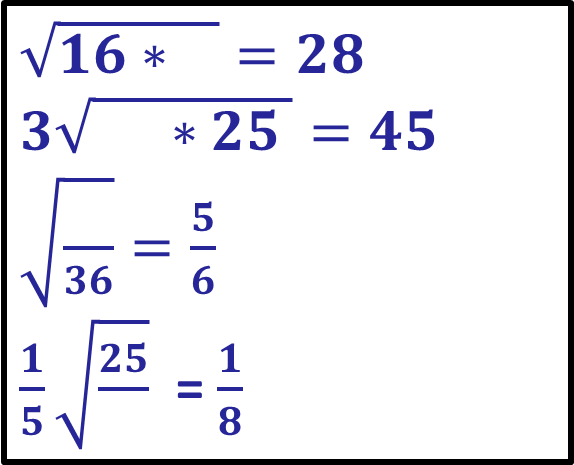 √16 *     = 28
3√     * 25 = 45
√(   /36) = 5/6
1/5 √(25/   ) = 1/8